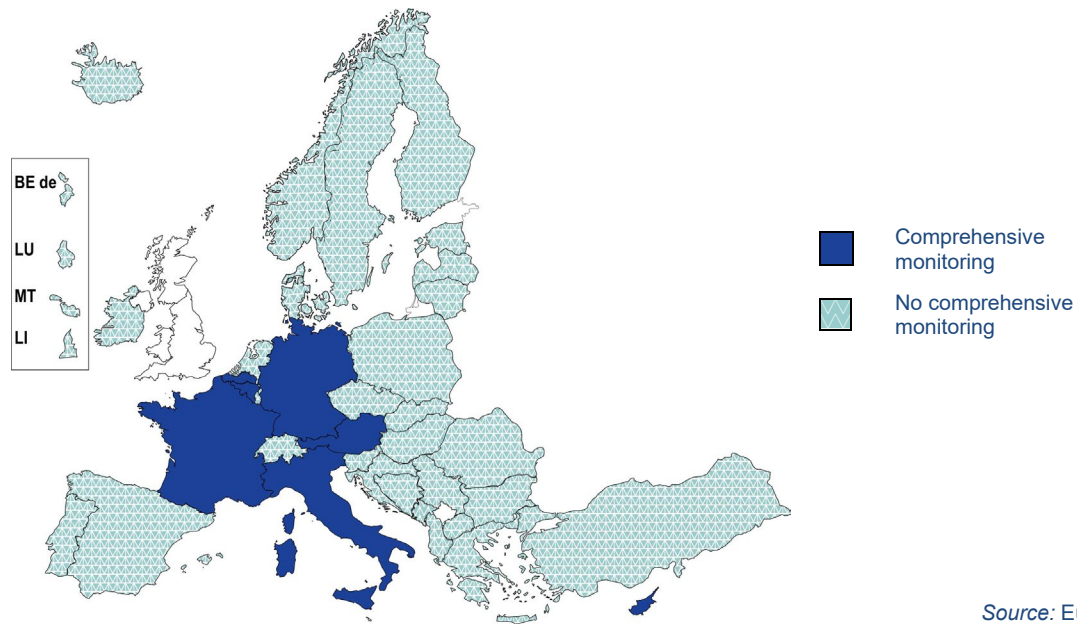 BE de
LU
MT
LI
Comprehensive
monitoring
No comprehensive
monitoring
Source: